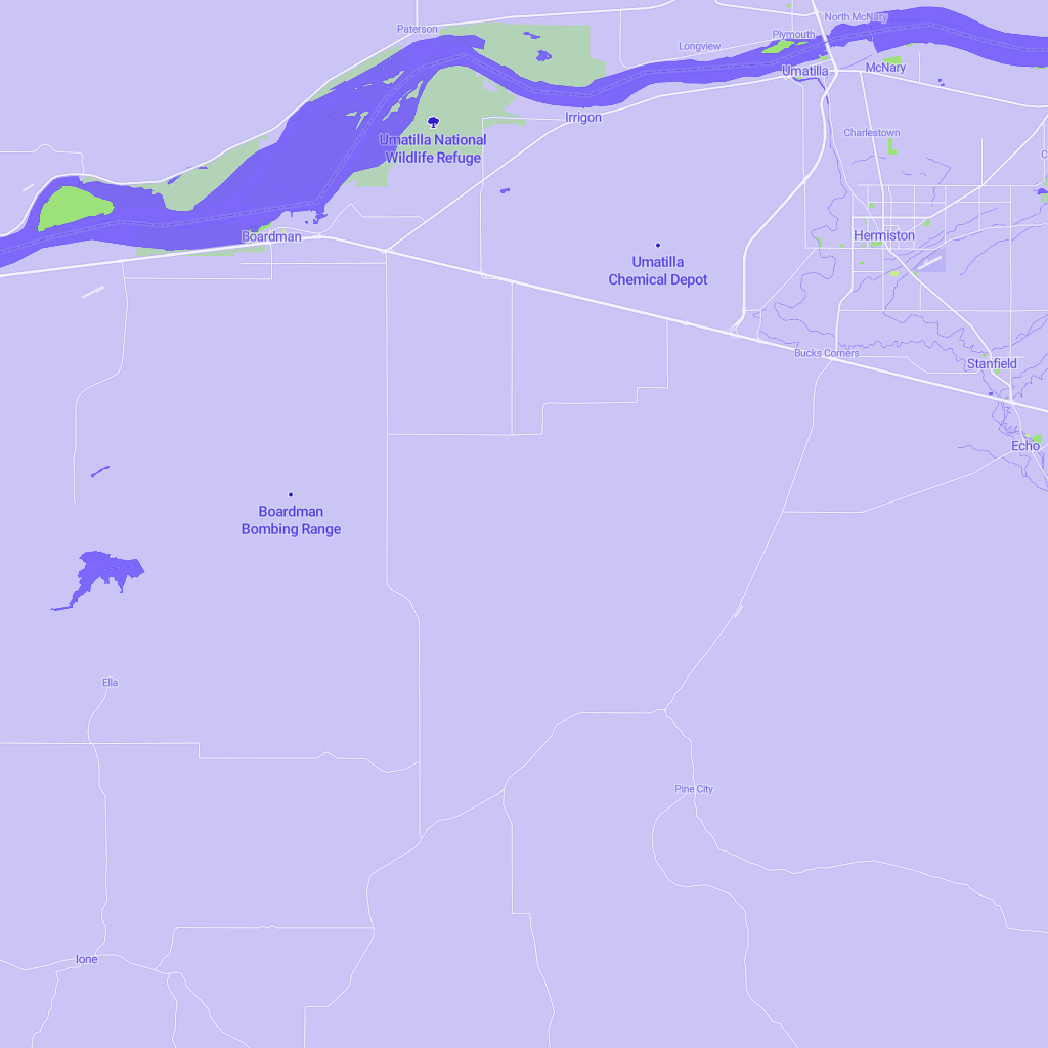 North McNary
Paterson
Plymouth
Longview
McNary
Umatilla
Irrigon
Charlestown
Umatilla National
Wildlife Refuge
C
Boardman
Hermiston
Umatilla
Chemical Depot
Bucks Corners
Stanfield
Echo
Boardman
Bombing Range
Ella
Pine City
Ione